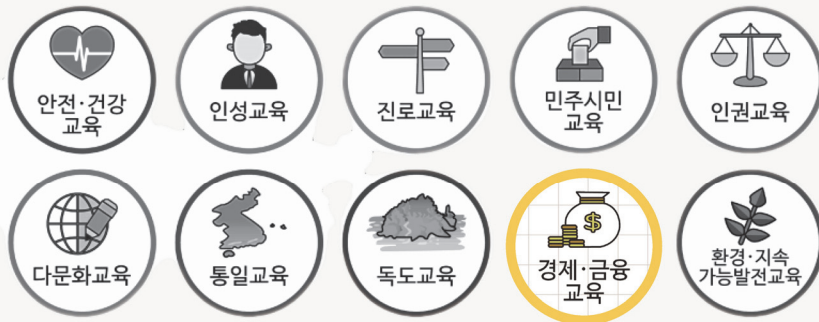 안전·건강
교육
인성교육
진로교육
민주시민
교육
인권교육
다문화교육
통일교육
독도교육
$
경제·금융
교육
환경·지속
가능발전교육